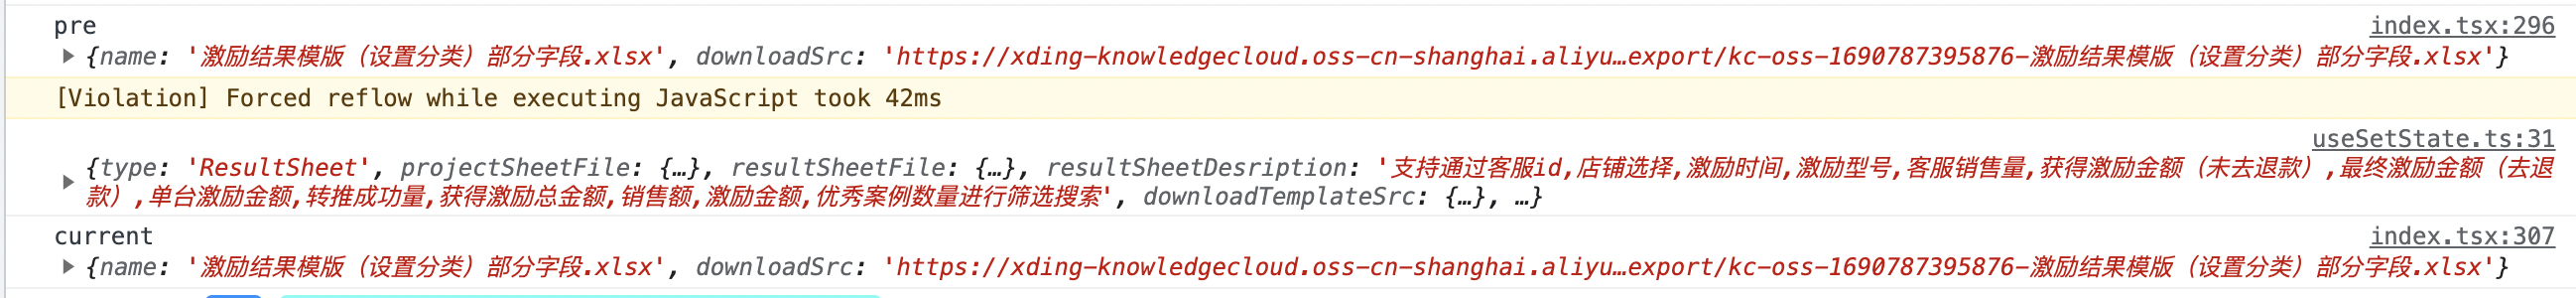 pre index.tsx:296
▶ {name: '激励结果模版（设置分类）部分字段.xlsx', downloadSrc: 'https://xding-knowledgecloud.oss-cn-shanghai.aliyu…export/kc-oss-1690787395876-激励结果模版（设置分类）部分字段.xlsx'}
[Violation] Forced reflow while executing JavaScript took 42ms
useSetState.ts:31
▶ {type: 'ResultSheet', projectSheetFile: {…}, resultSheetFile: {…}, resultSheetDesription: '支持通过客服id,店铺选择,激励时间,激励型号,客服销售量,获得激励金额（未去退款）,最终激励金额（去退
款）,单台激励金额,转推成功量,获得激励总金额,销售额,激励金额,优秀案例数量进行筛选搜索', downloadTemplateSrc: {…}, …}
current index.tsx:307
▶ {name: '激励结果模版（设置分类）部分字段.xlsx', downloadSrc: 'https://xding-knowledgecloud.oss-cn-shanghai.aliyu…export/kc-oss-1690787395876-激励结果模版（设置分类）部分字段.xlsx'}